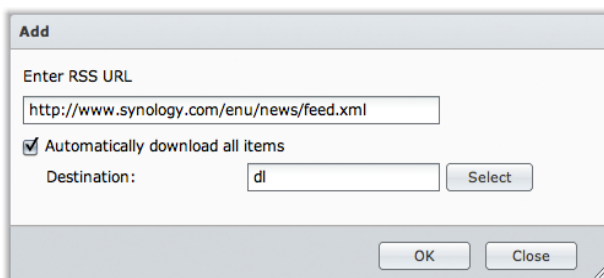 Add
Enter RSS URL
http://www.synology.com/enu/news/feed.xml
Automatically download all items
Destination: dl Select
OK Close